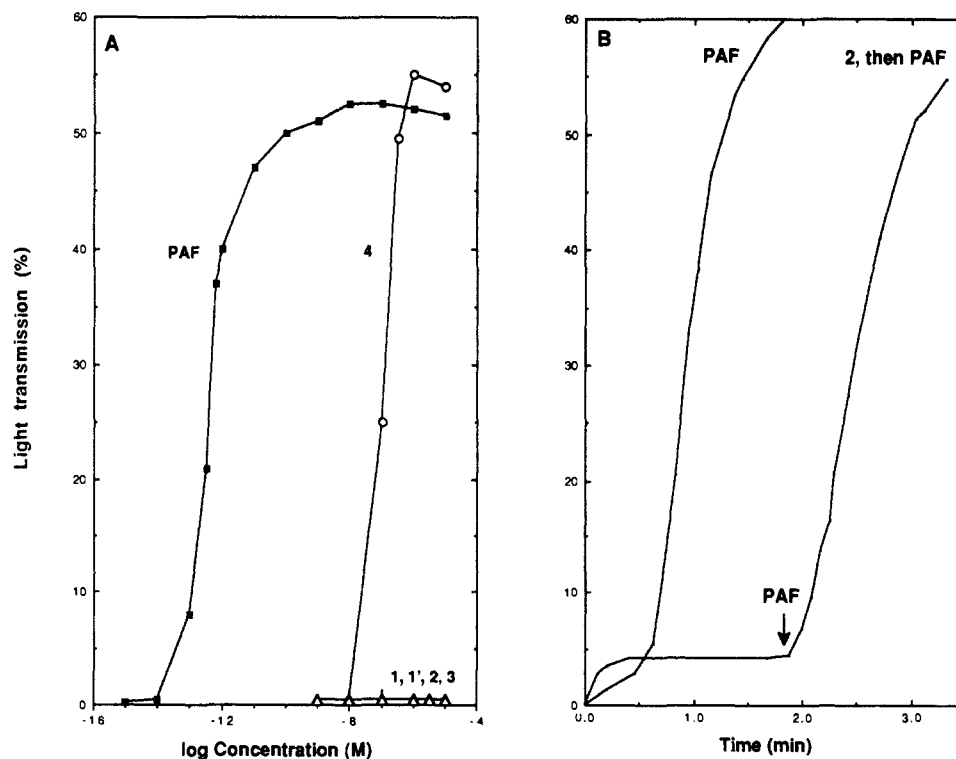 A
60
50
40
30
20
10
0
Light transmission (%)
PAF
4
1, 1', 2, 3
-16
-12
-8
-4
log Concentration (M)
B
60
50
40
30
20
10
0
PAF
2, then PAF
PAF
0.0
1.0
2.0
3.0
Time (min)